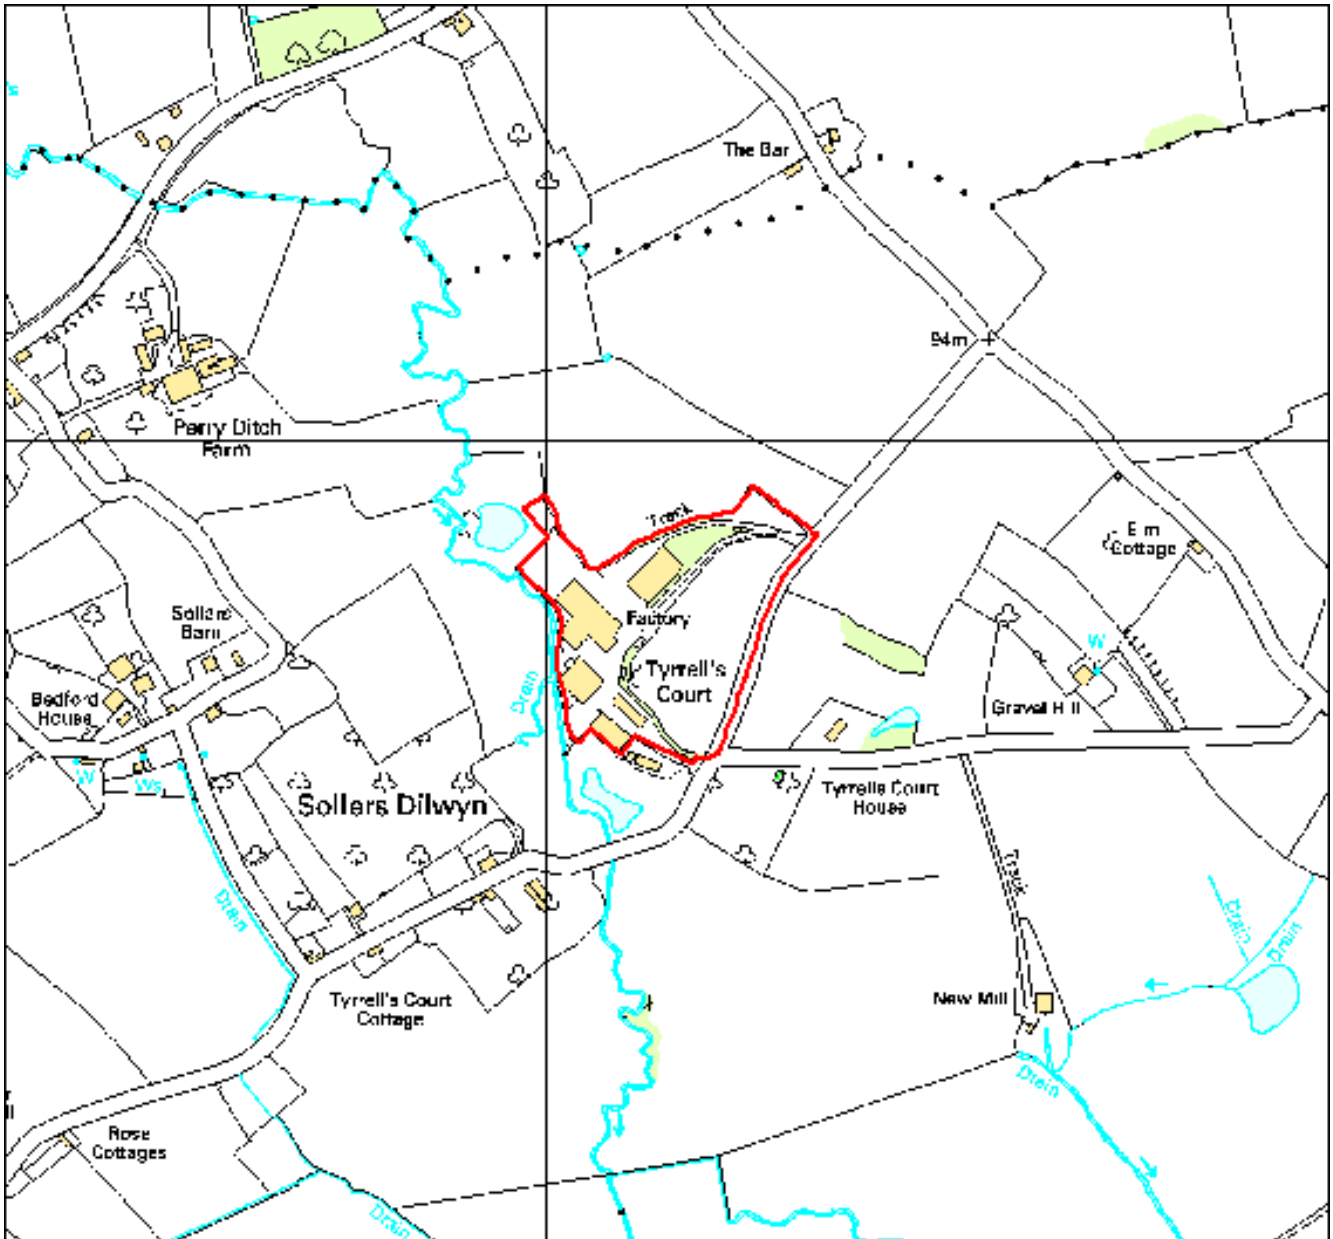 The Bar
94m
Perry Ditch
Farm
Track
Elm
Cottage
Sollers
Barn
Factory
Tyrrell's
Court
W
Bedford
House
Drain
Gravel Hill
W
Ws
Sollers Dilwyn
Tyrrells Court
House
Track
Drain
Drain
Drain
Tyrrell's Court
Cottage
New Mill
Drain
Rose
Cottages
Drain